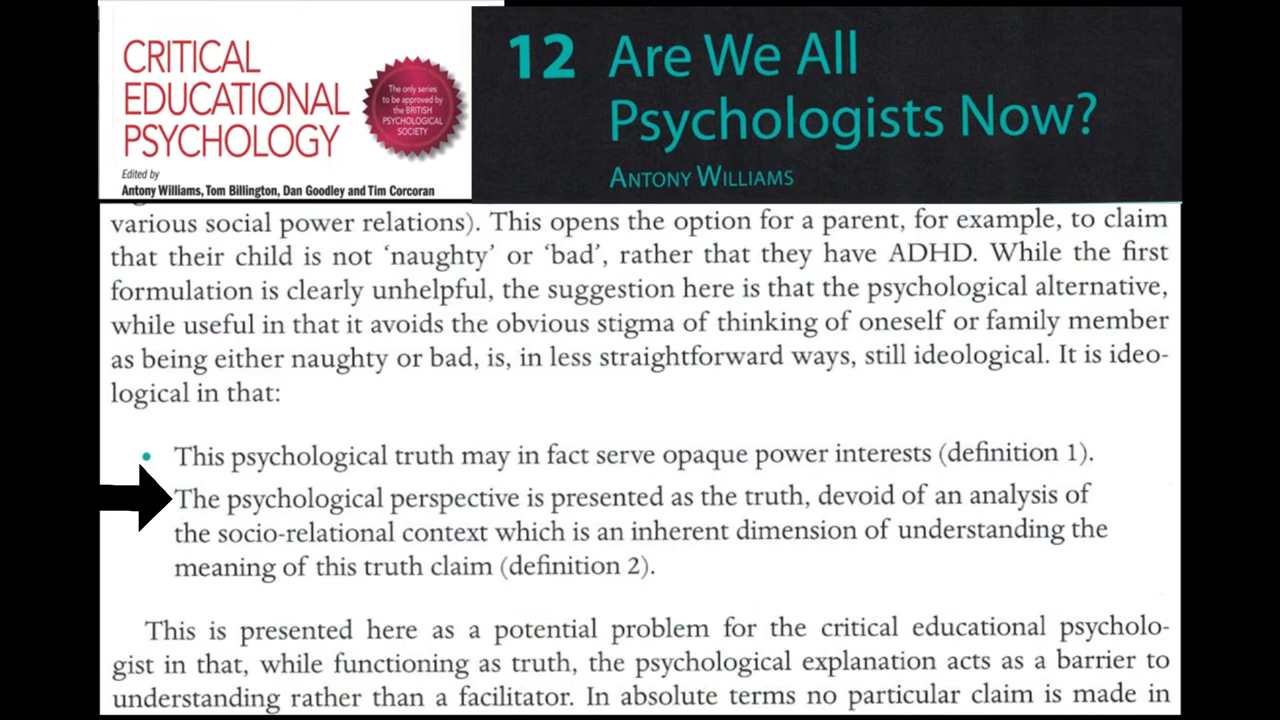 CRITICAL
EDUCATIONAL
PSYCHOLOGY
The only series
to be approved by
the BRITISH
PSYCHOLOGICAL
SOCIETY
Edited by
Antony Williams, Tom Billington, Dan Goodley and Tim Corcoran
12 Are We All
Psychologists Now?
ANTONY WILLIAMS
various social power relations). This opens the option for a parent, for example, to claim
that their child is not ‘naughty’ or ‘bad’, rather that they have ADHD. While the first
formulation is clearly unhelpful, the suggestion here is that the psychological alternative,
while useful in that it avoids the obvious stigma of thinking of oneself or family member
as being either naughty or bad, is, in less straightforward ways, still ideological. It is ideo-
logical in that:
• This psychological truth may in fact serve opaque power interests (definition 1).
The psychological perspective is presented as the truth, devoid of an analysis of
the socio-relational context which is an inherent dimension of understanding the
meaning of this truth claim (definition 2).
This is presented here as a potential problem for the critical educational psycholo-
gist in that, while functioning as truth, the psychological explanation acts as a barrier to
understanding rather than a facilitator. In absolute terms no particular claim is made in